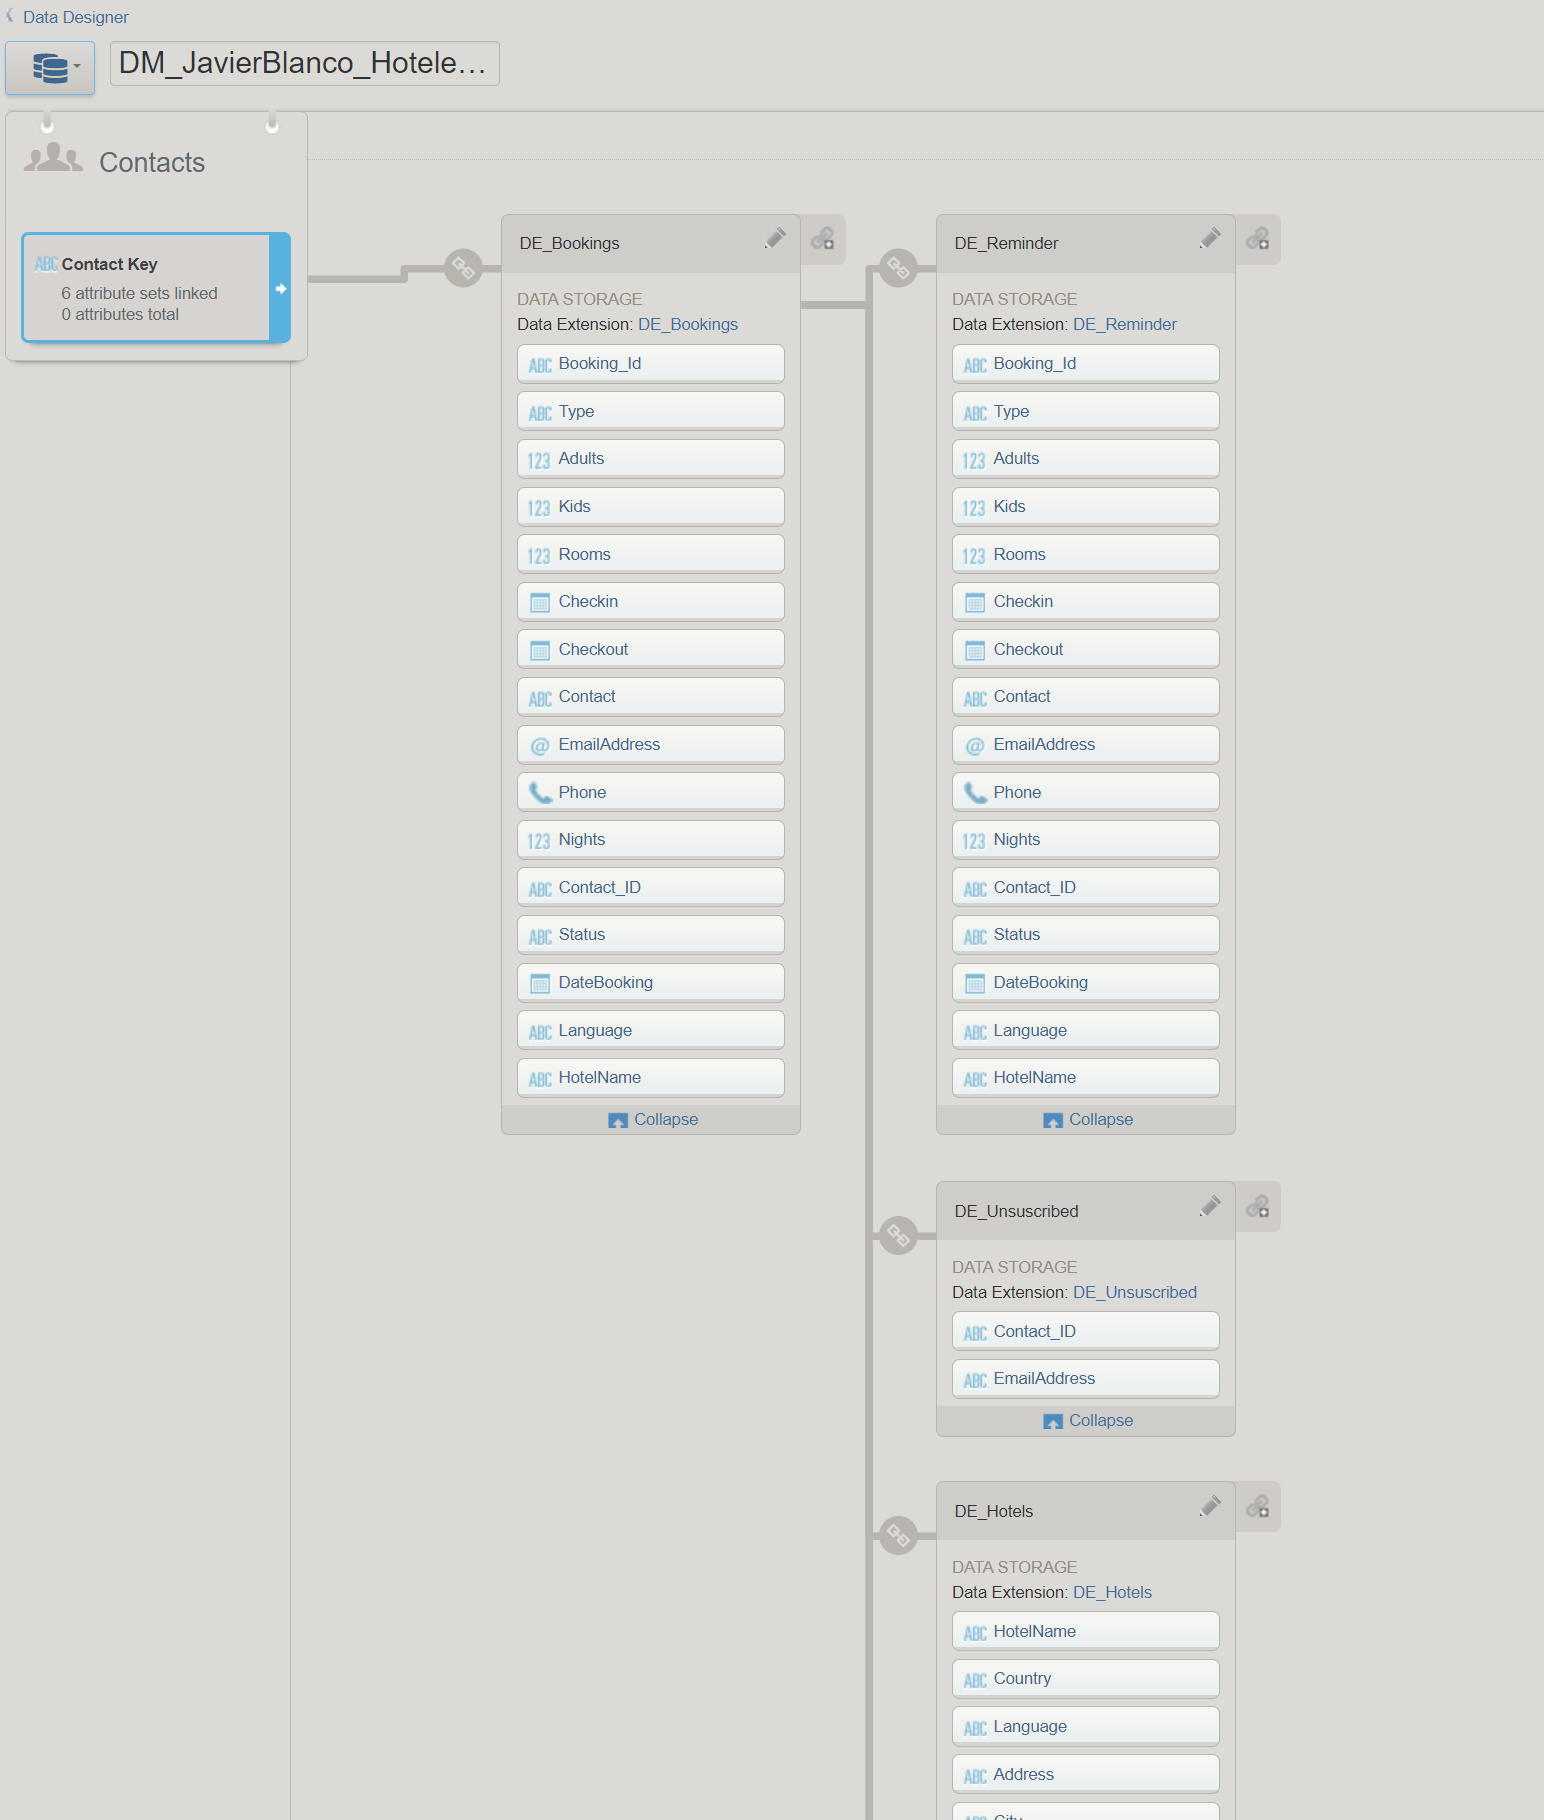 Data Designer
DM_JavierBlanco_Hotele...
Contacts
ABC Contact Key
6 attribute sets linked
0 attributes total
DE_Bookings
DATA STORAGE
Data Extension: DE_Bookings
ABC Booking_Id
ABC Type
123 Adults
123 Kids
123 Rooms
Checkin
Checkout
ABC Contact
@ EmailAddress
Phone
123 Nights
ABC Contact_ID
ABC Status
DateBooking
ABC Language
ABC HotelName
Collapse
DE_Reminder
DATA STORAGE
Data Extension: DE_Reminder
ABC Booking_Id
ABC Type
123 Adults
123 Kids
123 Rooms
Checkin
Checkout
ABC Contact
@ EmailAddress
Phone
123 Nights
ABC Contact_ID
ABC Status
DateBooking
ABC Language
ABC HotelName
Collapse
DE_Unsuscribed
DATA STORAGE
Data Extension: DE_Unsuscribed
ABC Contact_ID
ABC EmailAddress
Collapse
DE_Hotels
DATA STORAGE
Data Extension: DE_Hotels
ABC HotelName
ABC Country
ABC Language
ABC Address
ABC City